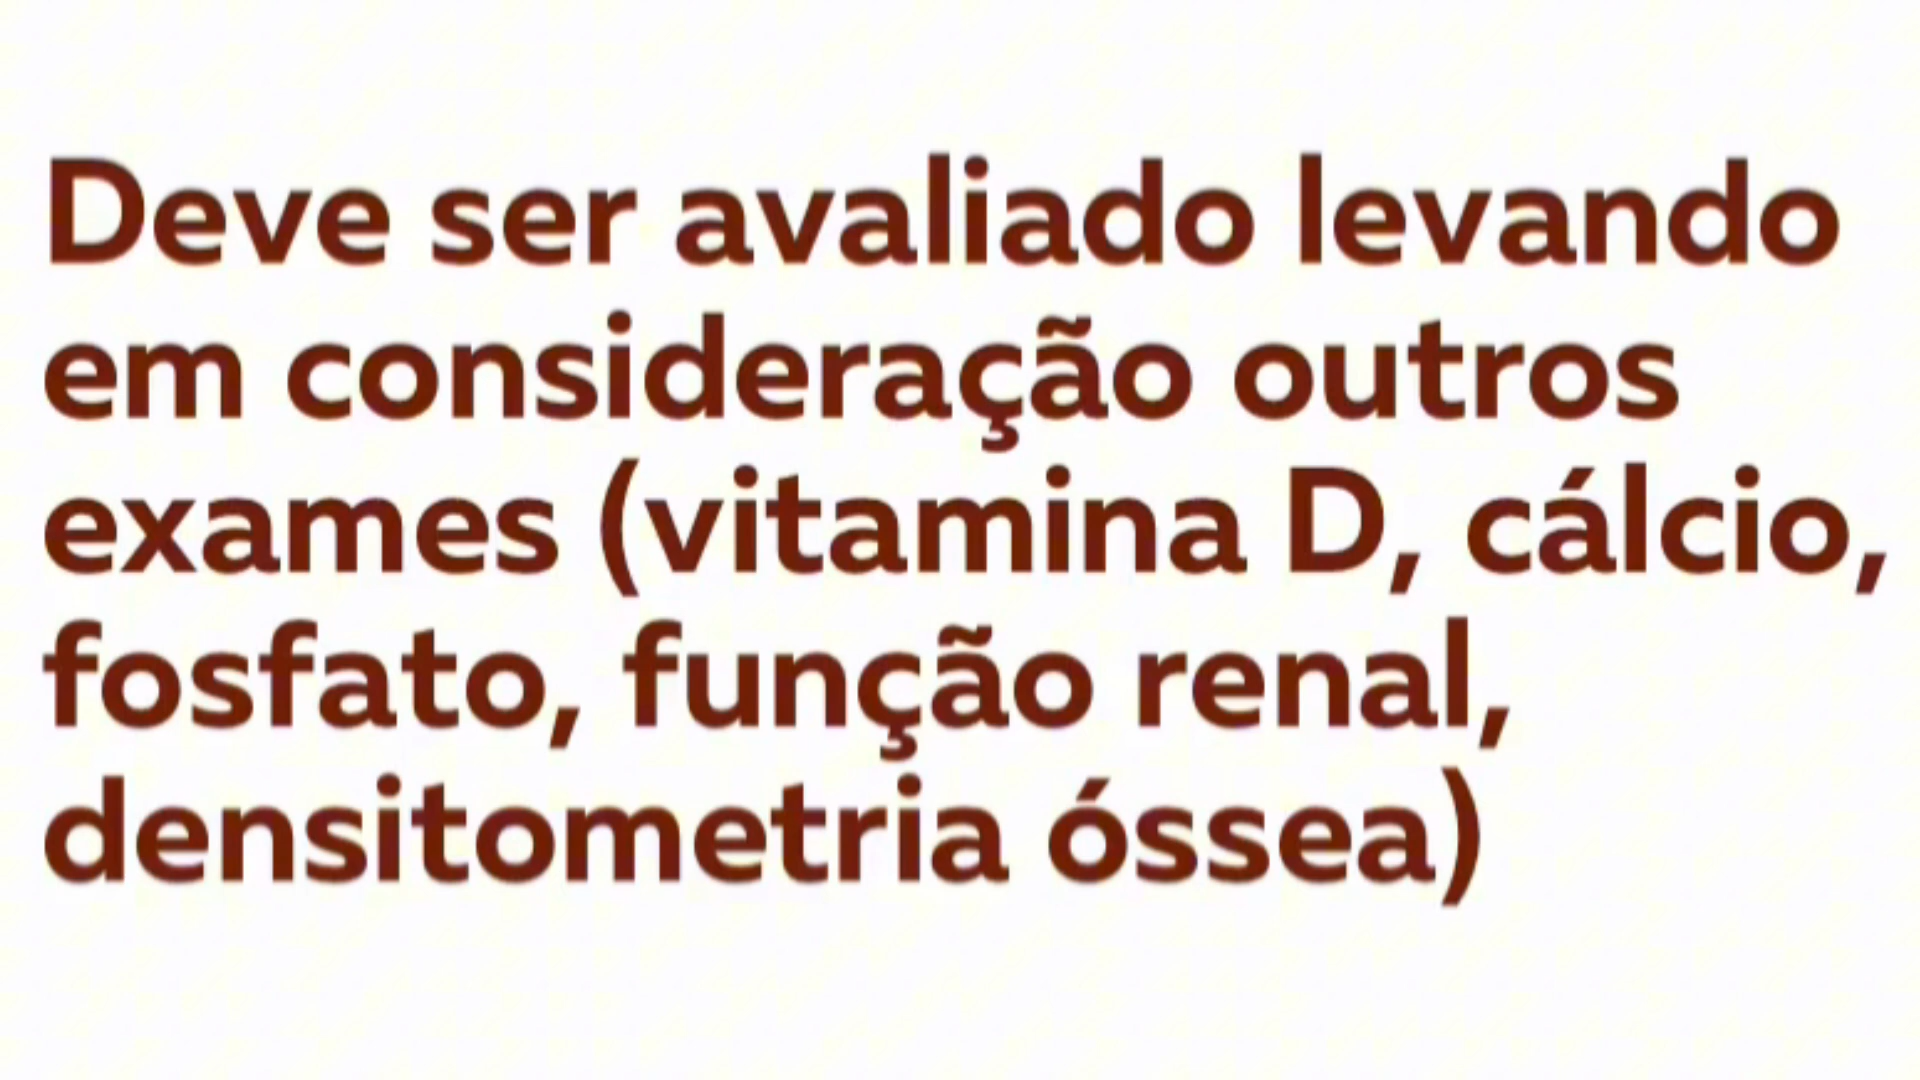 Deve ser avaliado levando
em consideração outros
exames (vitamina D, cálcio,
fosfato, função renal,
densitometria óssea)